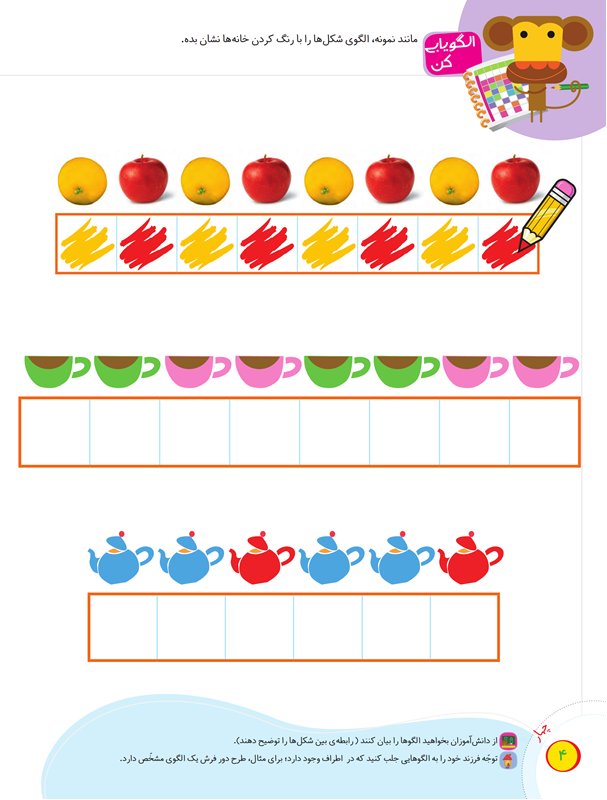 الگویابی
کن
مانند نمونه، الگوی شکل‌ها را با رنگ کردن خانه‌ها نشان بده.
از دانش‌آموزان بخواهید الگوها را بیان کنند (رابطه‌ی بین شکل‌ها را توضیح دهند).
توجّه فرزند خود را به الگوهایی جلب کنید که در اطراف وجود دارد؛ برای مثال، طرح دور فرش یک الگوی مشخّص دارد.
چهار
۴